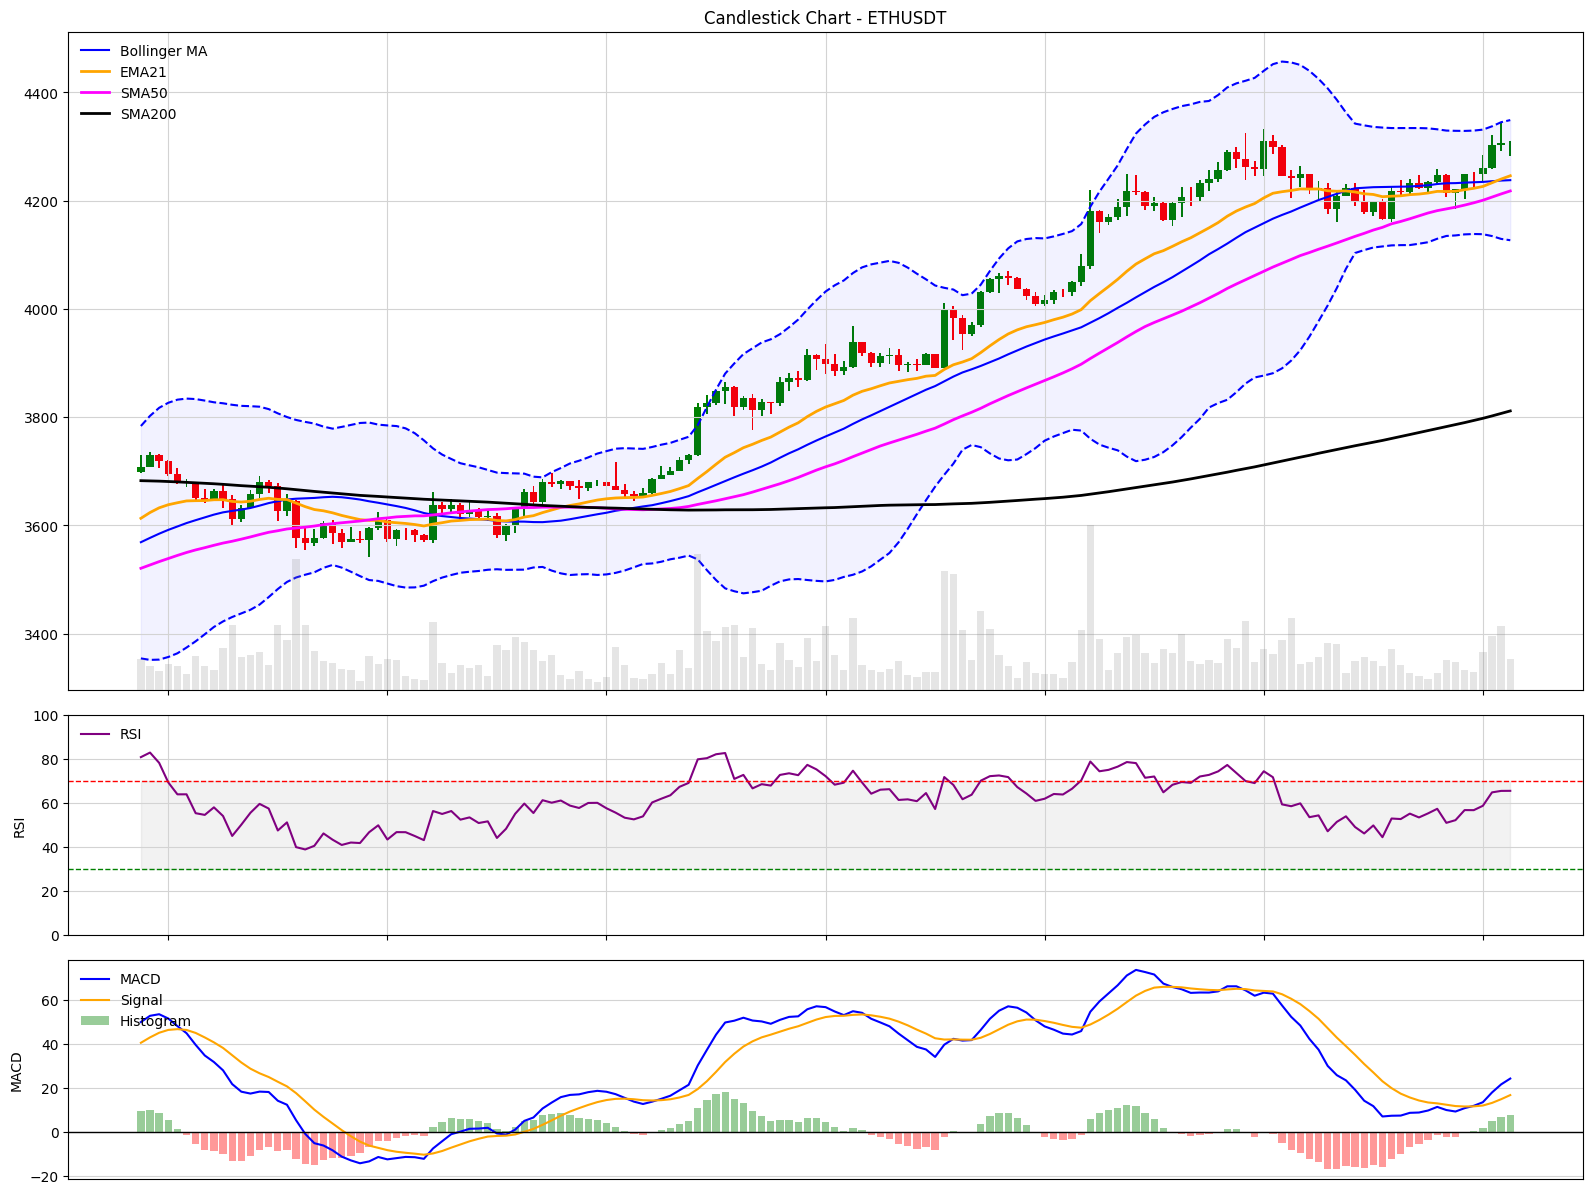 Candlestick Chart - ETHUSDT
Bollinger MA
EMA21
SMA50
SMA200
4400
4200
4000
3800
3600
3400
RSI
100
80
60
40
20
0
RSI
MACD
Signal
Histogram
60
40
20
0
−20
MACD